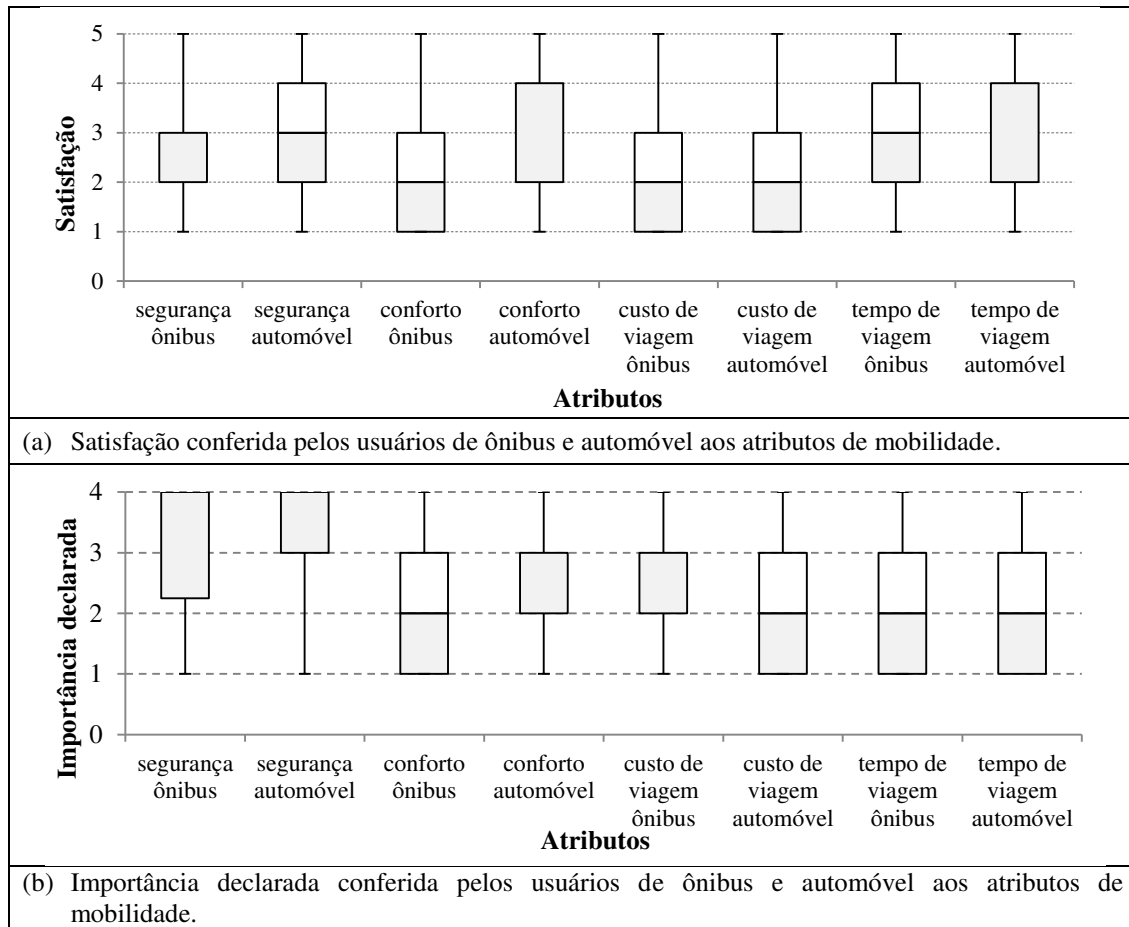 5
4
3
2
1
0
Satisfação
segurança ônibus
segurança automóvel
conforto ônibus
conforto automóvel
custo de viagem ônibus
custo de viagem automóvel
tempo de viagem ônibus
tempo de viagem automóvel
Atributos
(a) Satisfação conferida pelos usuários de ônibus e automóvel aos atributos de mobilidade.
4
3
2
1
0
Importância declarada
segurança ônibus
segurança automóvel
conforto ônibus
conforto automóvel
custo de viagem ônibus
custo de viagem automóvel
tempo de viagem ônibus
tempo de viagem automóvel
Atributos
(b) Importância declarada conferida pelos usuários de ônibus e automóvel aos atributos de
mobilidade.